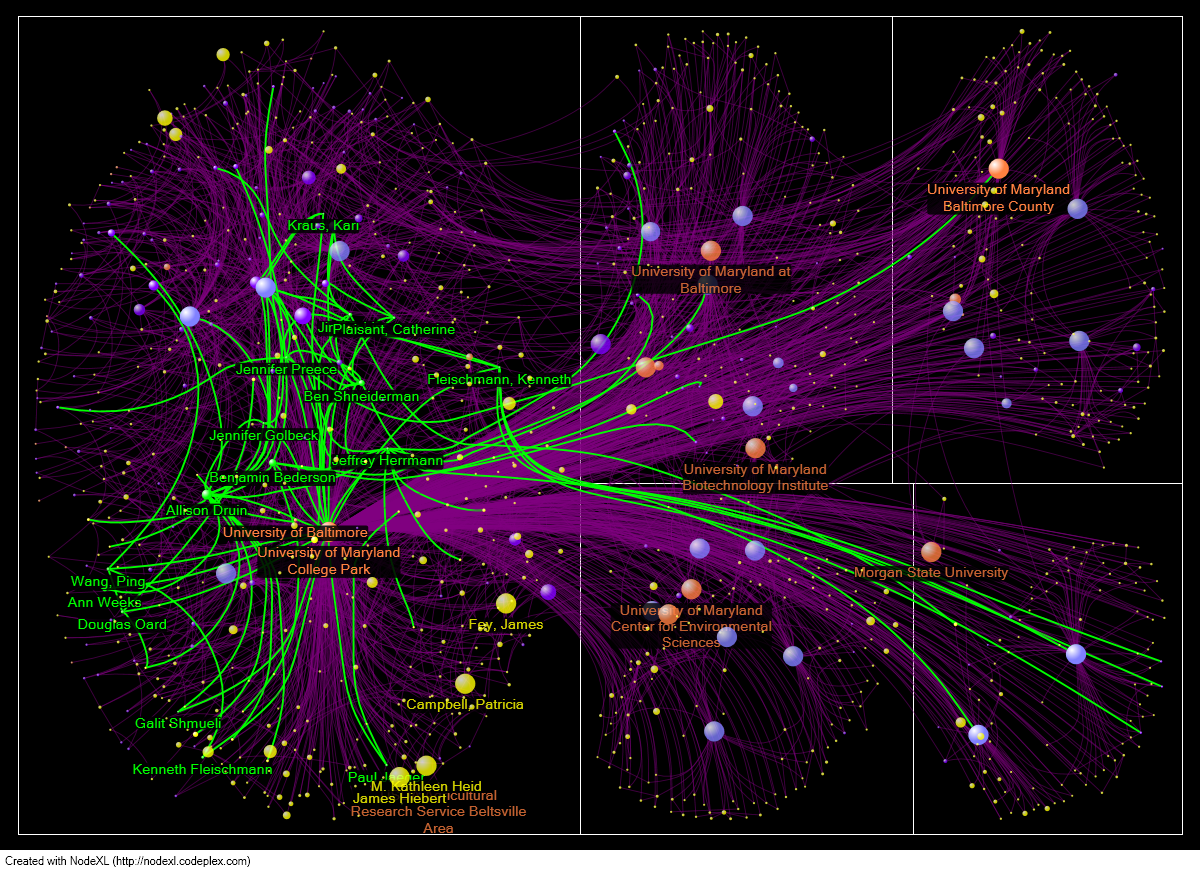 University of Maryland
Baltimore County
Kraus, Kari
University of Maryland at
Baltimore
Plaisant, Catherine
Jennifer Preece
Fleischmann, Kenneth
Ben Shneiderman
Jennifer Golbeck
Jeffrey Herrmann
University of Maryland
Biotechnology Institute
Benjamin Bederson
Allison Druin
University of Baltimore
University of Maryland
College Park
Morgan State University
Wang, Ping
Ann Weeks
Douglas Oard
University of Maryland
Center for Environmental
Sciences
Fey, James
Campbell, Patricia
Galit Shmueli
Kenneth Fleischmann
Paul
M. Kathleen Heid
James Hiebert
Research Service Beltsville
Area
Created with NodeXL (http://nodexl.codeplex.com)